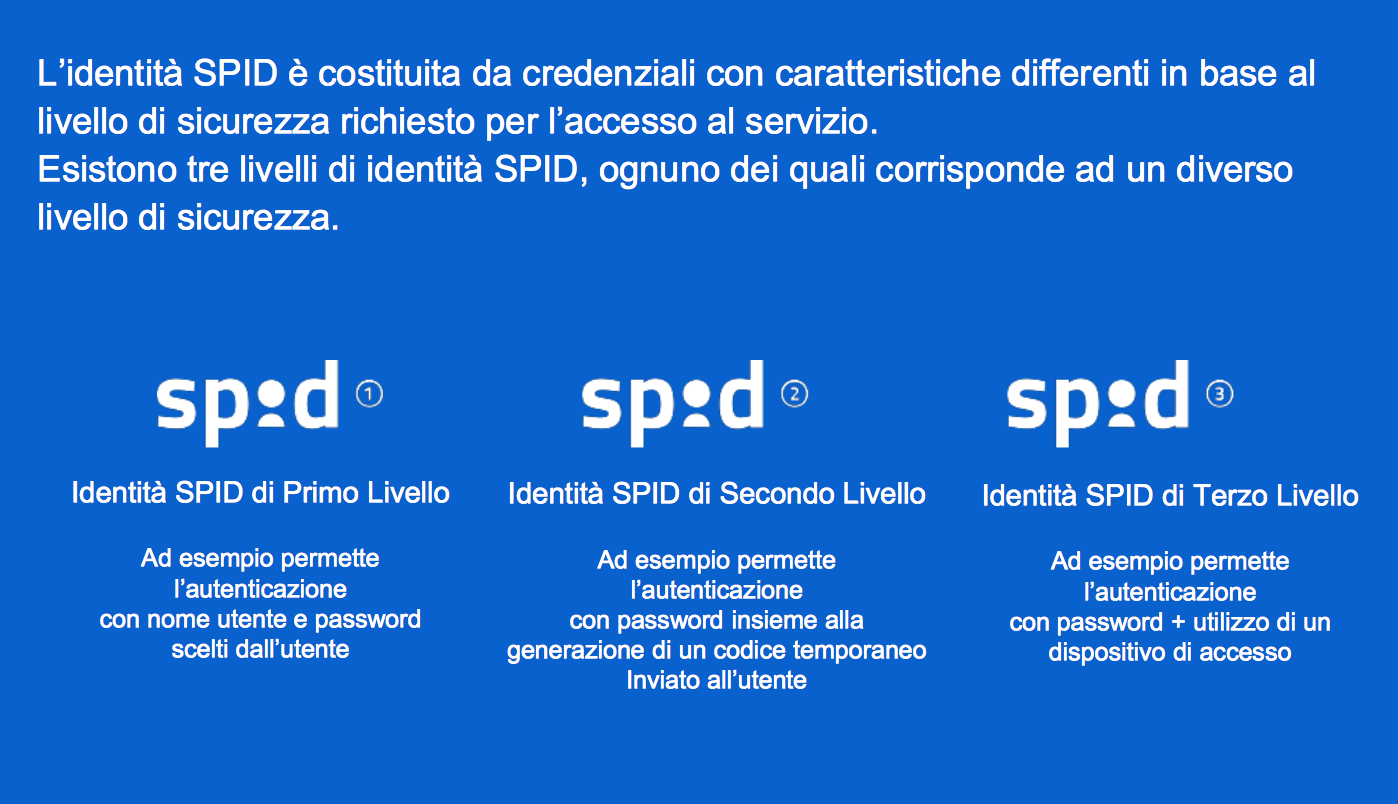 L’identità SPID è costituita da credenziali con caratteristiche differenti in base al
livello di sicurezza richiesto per l’accesso al servizio.
Esistono tre livelli di identità SPID, ognuno dei quali corrisponde ad un diverso
livello di sicurezza.
spid 1
Identità SPID di Primo Livello
Ad esempio permette
l’autenticazione
con nome utente e password
scelti dall’utente
spid 2
Identità SPID di Secondo Livello
Ad esempio permette
l’autenticazione
con password insieme alla
generazione di un codice temporaneo
Inviato all’utente
spid 3
Identità SPID di Terzo Livello
Ad esempio permette
l’autenticazione
con password + utilizzo di un
dispositivo di accesso